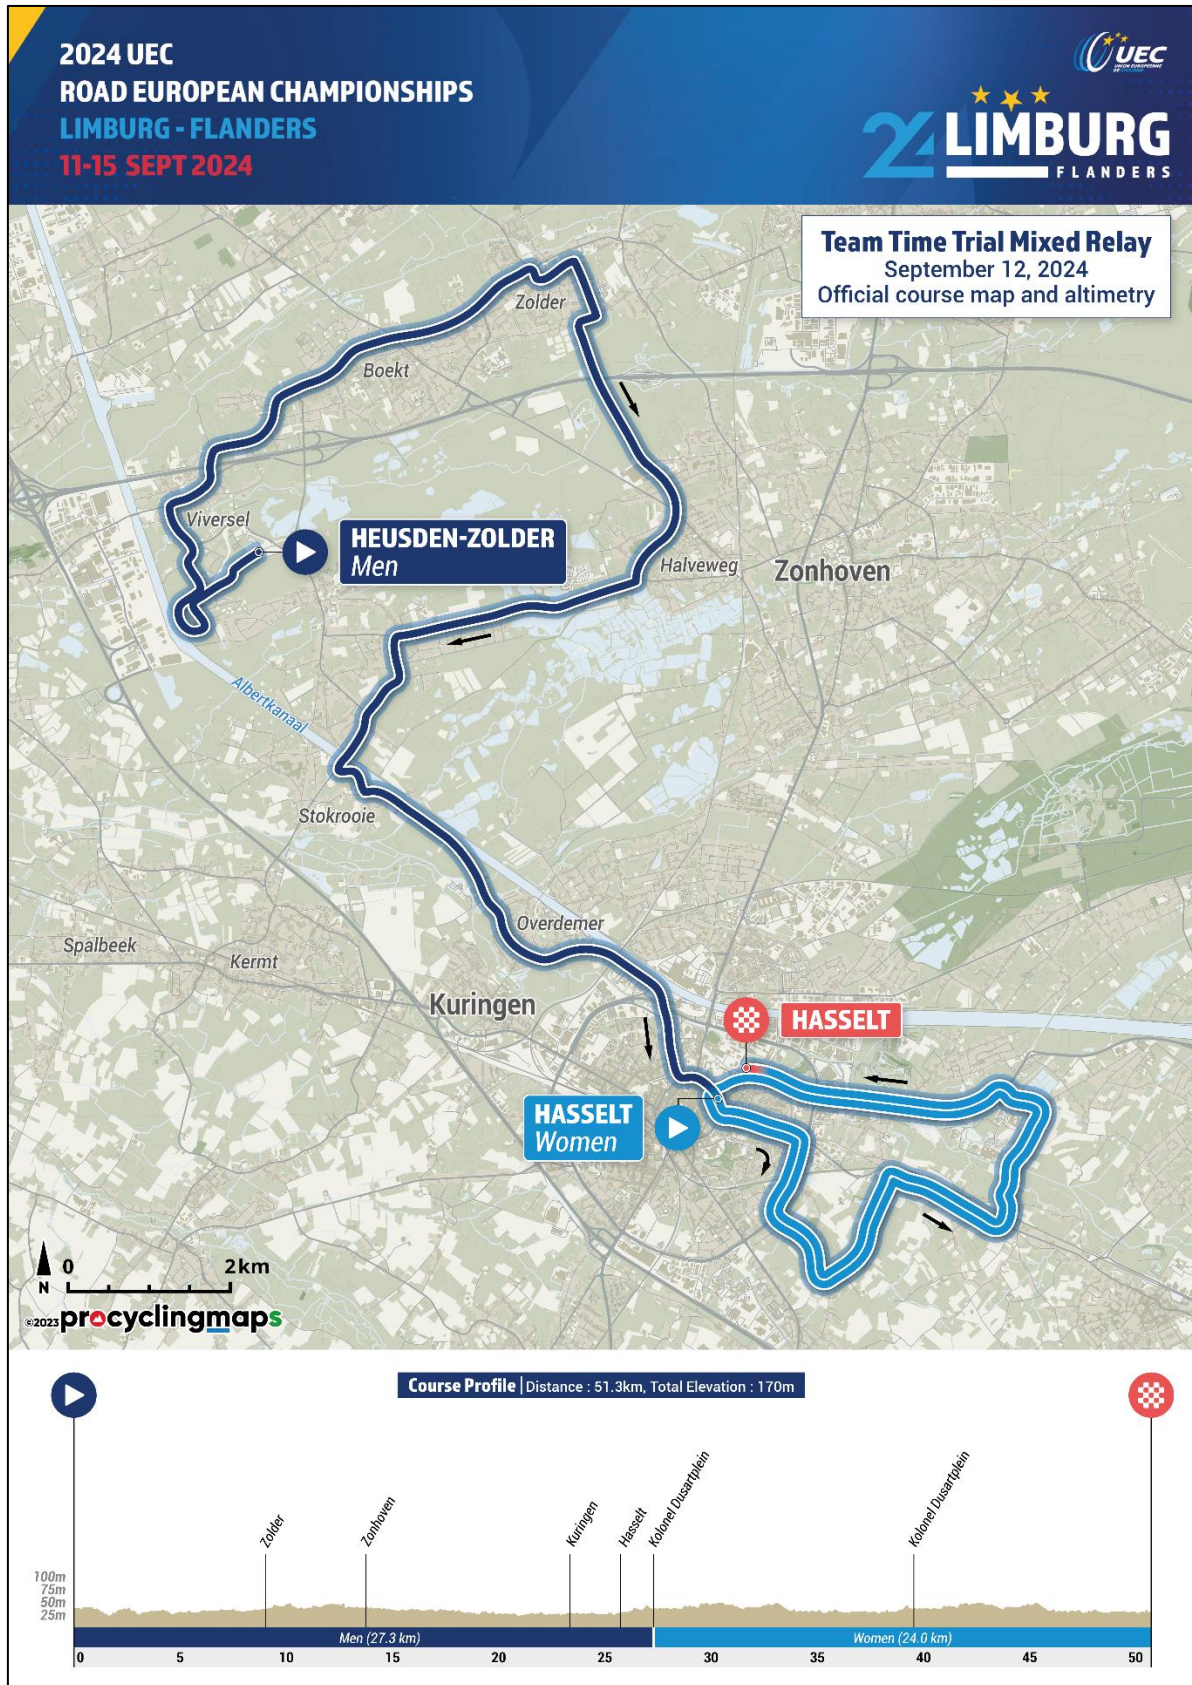 2024 UEC
ROAD EUROPEAN CHAMPIONSHIPS
LIMBURG - FLANDERS
11-15 SEPT 2024
UEC
UNION EUROPÉENNE
DE CYCLISME
24 LIMBURG
FLANDERS
Team Time Trial Mixed Relay
September 12, 2024
Official course map and altimetry
Zolder
Boekt
Viversel
HEUSDEN-ZOLDER
Men
Halveweg
Zonhoven
Albertkanaal
Stokrooie
Overdemer
Spalbeek
Kermt
Kuringen
HASSELT
HASSELT
Women
N
0 2km
©2023 procyclingmaps
Course Profile | Distance : 51.3km, Total Elevation : 170m
Zolder
Zonhoven
Kuringen
Hasselt
Kolonel Dusartplein
Kolonel Dusartplein
100m
75m
50m
25m
Men (27.3 km) Women (24.0 km)
0 5 10 15 20 25 30 35 40 45 50